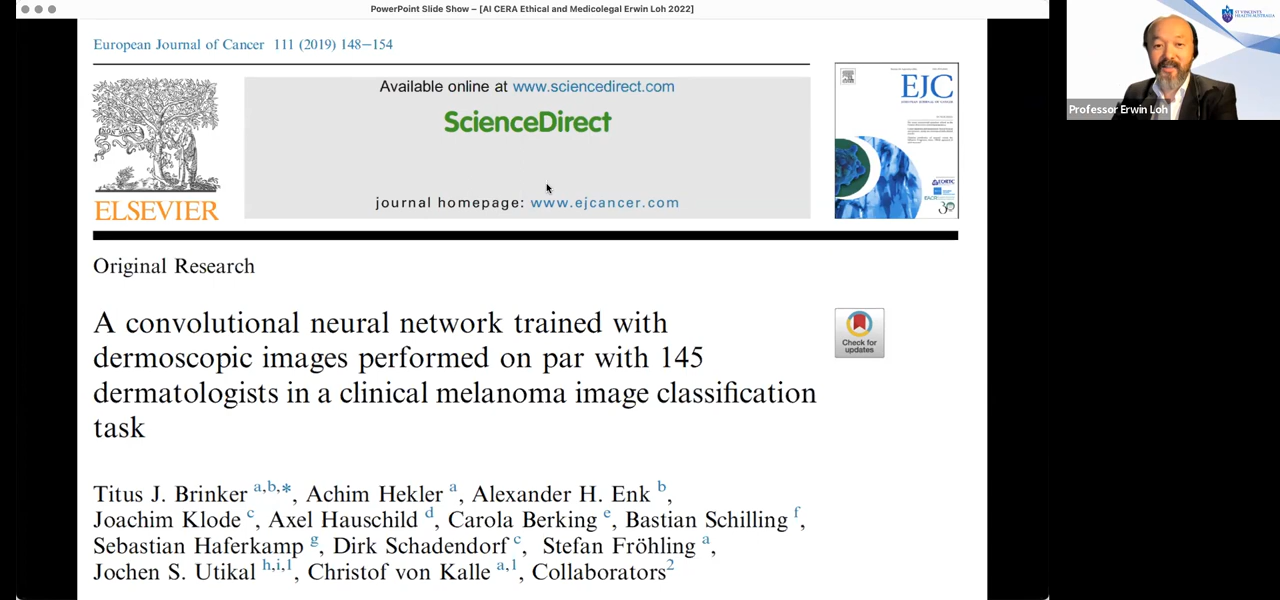 PowerPoint Slide Show – [AI CERA Ethical and Medicolegal Erwin Loh 2022]
ST VINCENT'S
HEALTH AUSTRALIA
Professor Erwin Loh
European Journal of Cancer 111 (2019) 148–154
Available online at www.sciencedirect.com
ScienceDirect
journal homepage: www.ejcancer.com
ELSEVIER
EJC
Original Research
A convolutional neural network trained with
dermoscopic images performed on par with 145
dermatologists in a clinical melanoma image classification
task
Check for
updates
Titus J. Brinker a,b,*, Achim Hekler a, Alexander H. Enk b,
Joachim Klode c, Axel Hauschild d, Carola Berking e, Bastian Schilling f,
Sebastian Haferkamp g, Dirk Schadendorf c, Stefan Fröhling a,
Jochen S. Utikal h,i,1, Christof von Kalle a,1, Collaborators2